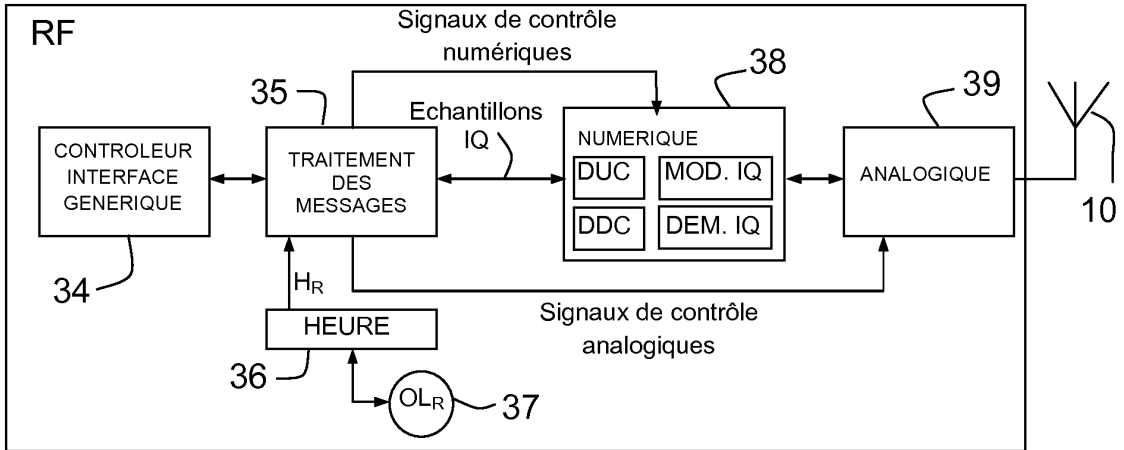 RF
Signaux de contrôle
numériques
35
38
39
Echantillons
IQ
CONTROLEUR
INTERFACE
GENERIQUE
TRAITEMENT
DES
MESSAGES
NUMERIQUE
DUC
MOD. IQ
DDC
DEM. IQ
ANALOGIQUE
10
34
HR
HEURE
Signaux de contrôle
analogiques
36
OLR
37